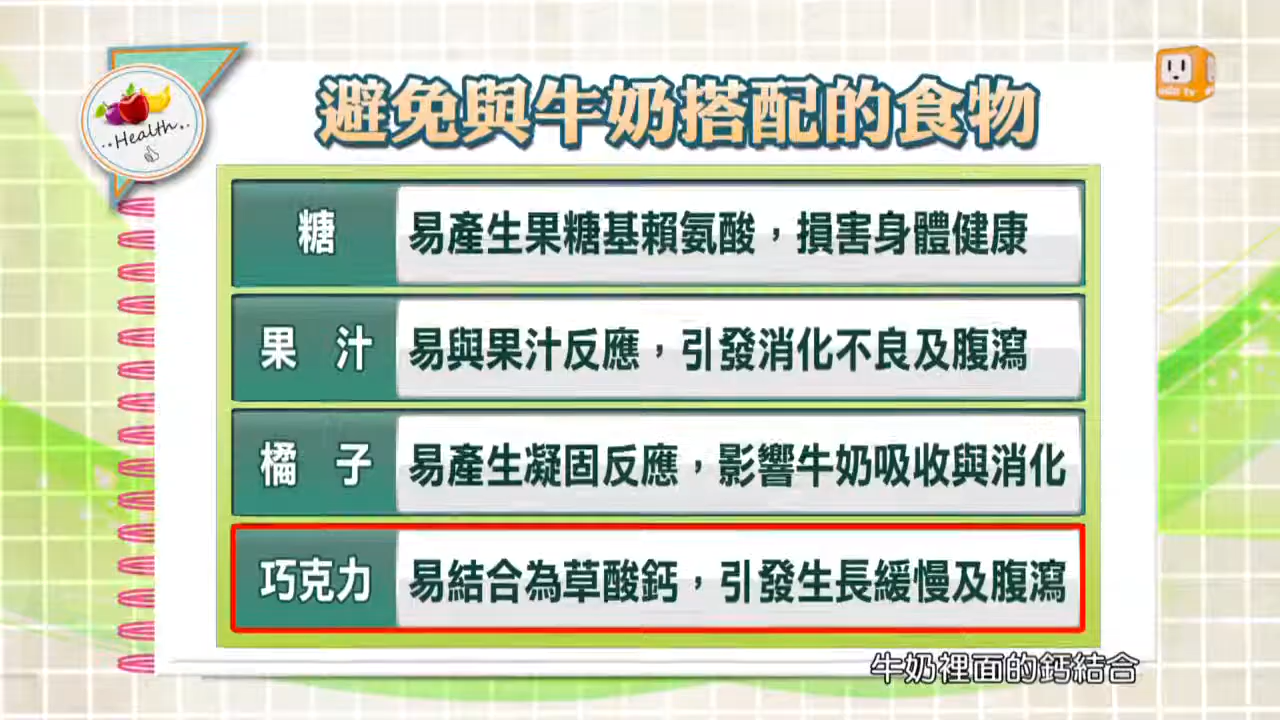 避免與牛奶搭配的食物
..Health..
糖 易產生果糖基賴氨酸，損害身體健康
果 汁 易與果汁反應，引發消化不良及腹瀉
橘 子 易產生凝固反應，影響牛奶吸收與消化
巧克力 易結合為草酸鈣，引發生長緩慢及腹瀉
牛奶裡面的鈣結合